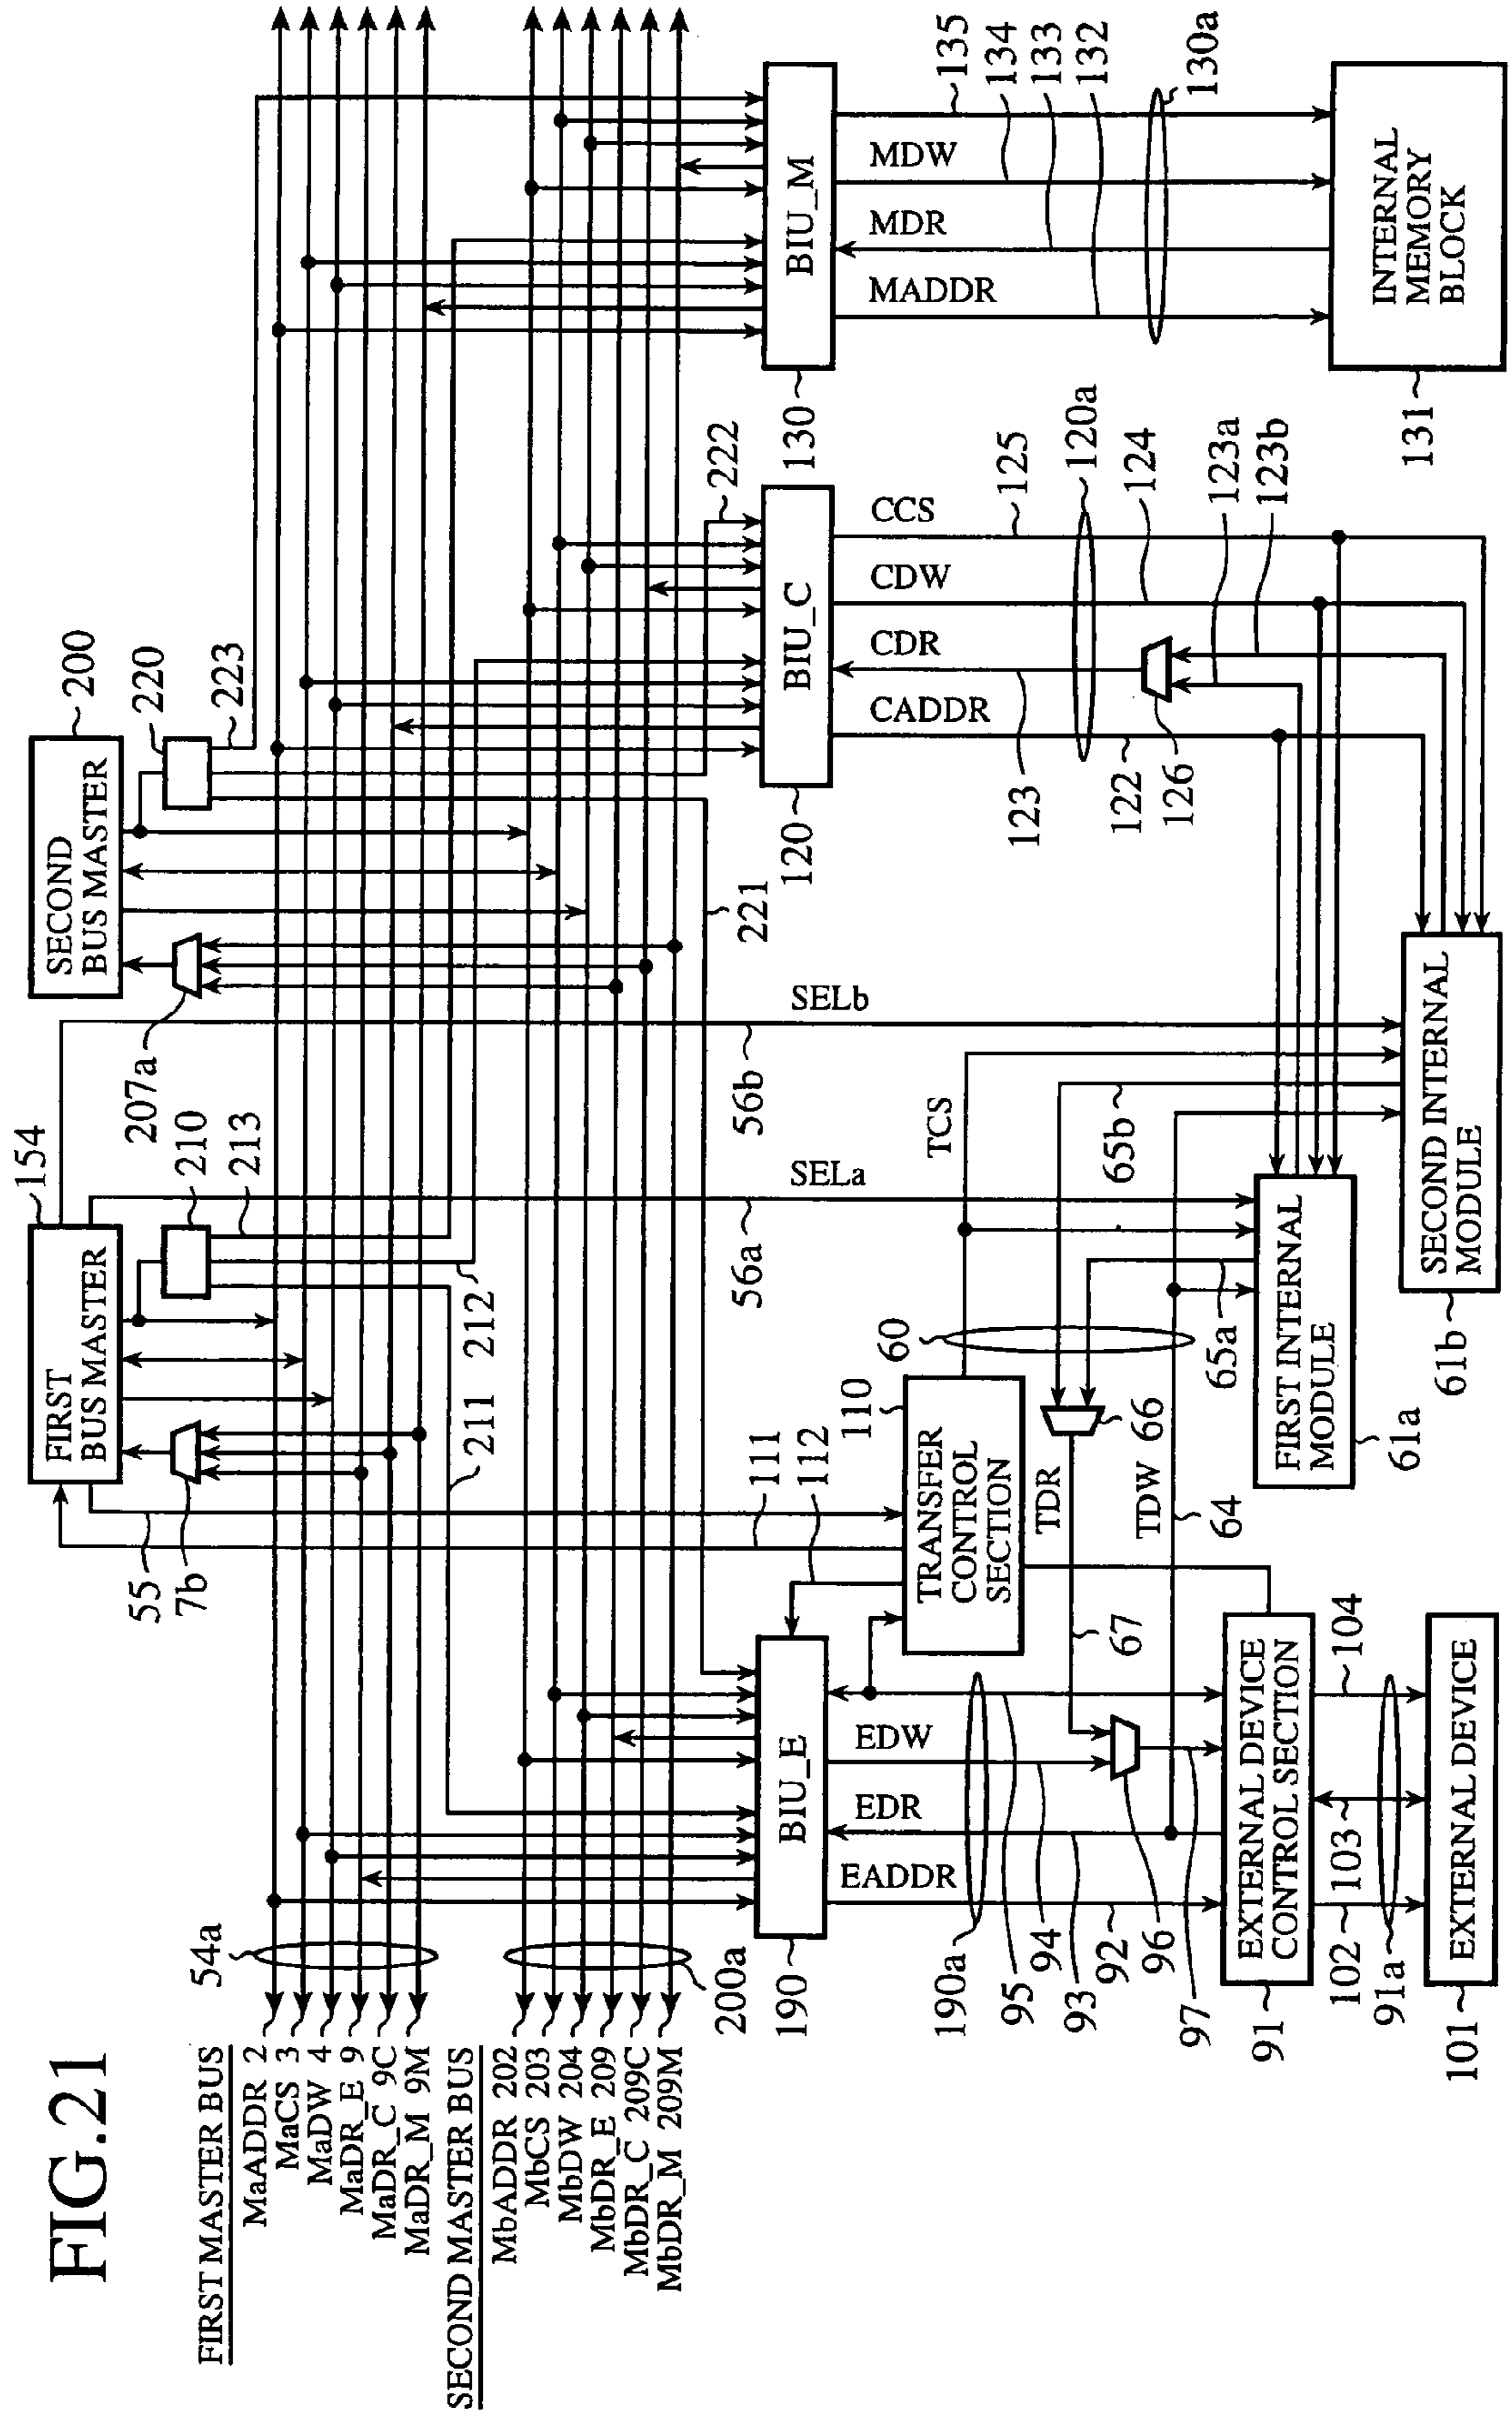 FIG.21
FIRST MASTER BUS
MaADDR 2
MaCS 3
MaDW 4
MaDR_E 9
MaDR_C 9C
MaDR_M 9M
SECOND MASTER BUS
MbADDR 202
MbCS 203
MbDW 204
MbDR_E 209
MbDR_C 209C
MbDR_M 209M
54a
200a
55
7b
FIRST
BUS MASTER
154
210
213
212
211
207a
SECOND
BUS MASTER
200
220
223
221
222
111
112
56a
SELa
56b
SELb
190
BIU_E
EADDR
EDR
EDW
190a
95
94
93
92
96
97
67
110
TRANSFER
CONTROL
SECTION
60
TCS
TDR
66
TDW
64
65a
65b
120
BIU_C
CADDR
CDR
CDW
CCS
123
122
126
125
120a
124
123a
123b
130
BIU_M
MADDR
MDR
MDW
135
134
133
132
130a
91
EXTERNAL DEVICE
CONTROL SECTION
102
103
104
91a
101
EXTERNAL DEVICE
FIRST INTERNAL
MODULE
61a
SECOND INTERNAL
MODULE
61b
INTERNAL
MEMORY
BLOCK
131